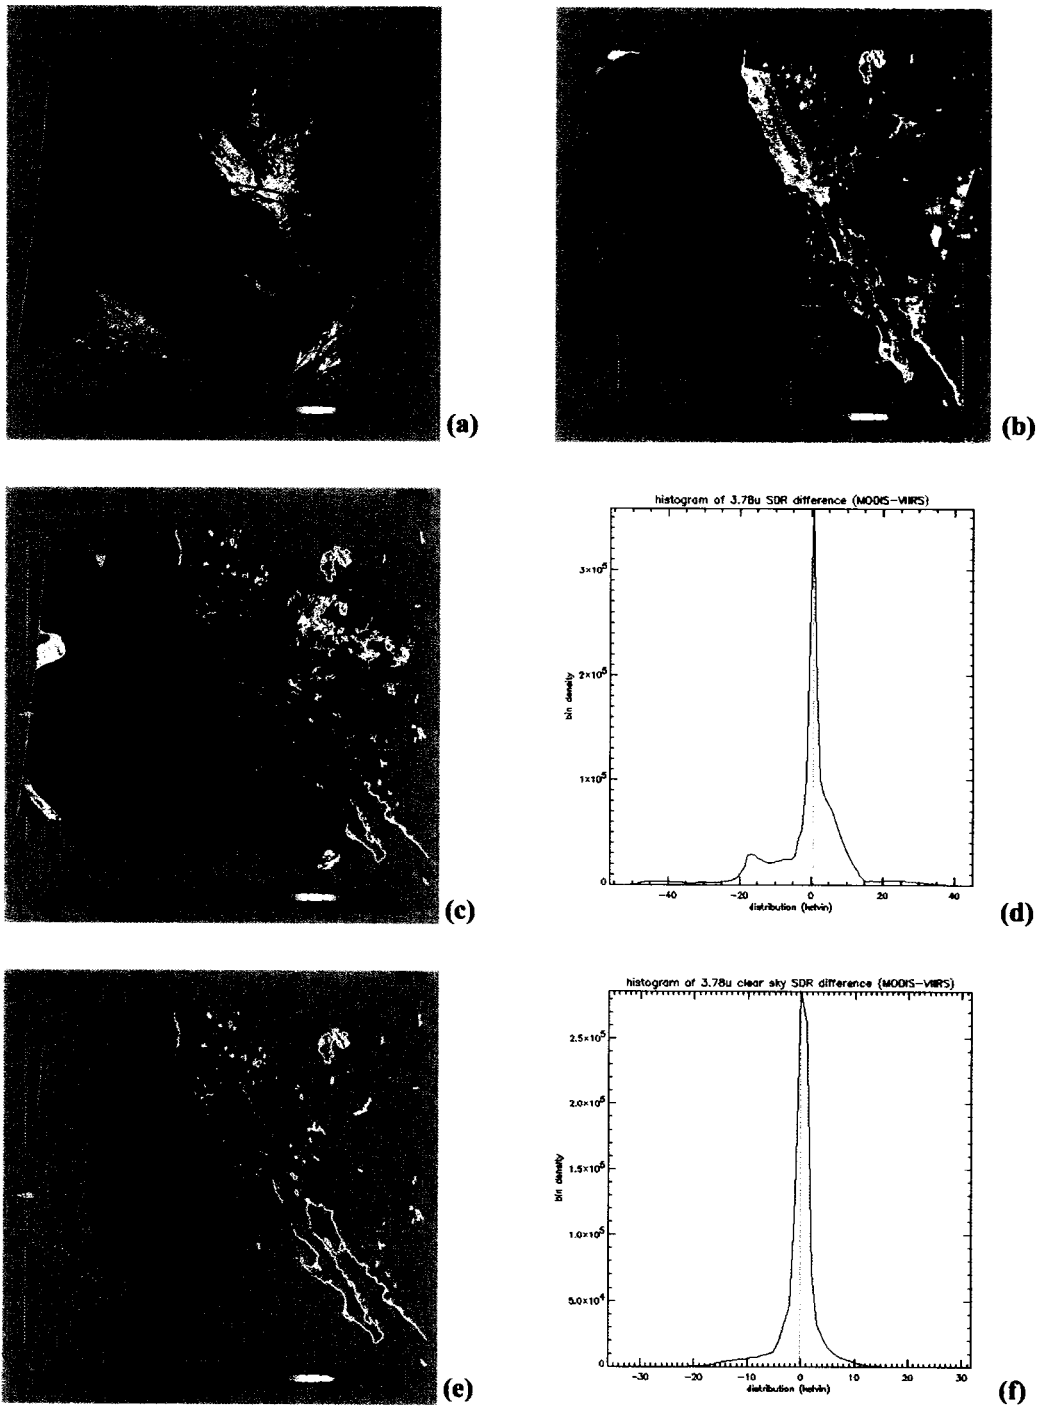 (a)
(b)
histogram of 3.78u SDR difference (MODIS-VIIRS)
3×10⁵
2×10⁵
1×10⁵
0
bin density
−40 −20 0 20 40
distribution (kelvin)
(c)
(d)
histogram of 3.78u clear sky SDR difference (MODIS-VIIRS)
2.5×10⁵
2.0×10⁵
1.5×10⁵
1.0×10⁵
5.0×10⁴
0
bin density
−30 −20 −10 0 10 20 30
distribution (kelvin)
(e)
(f)